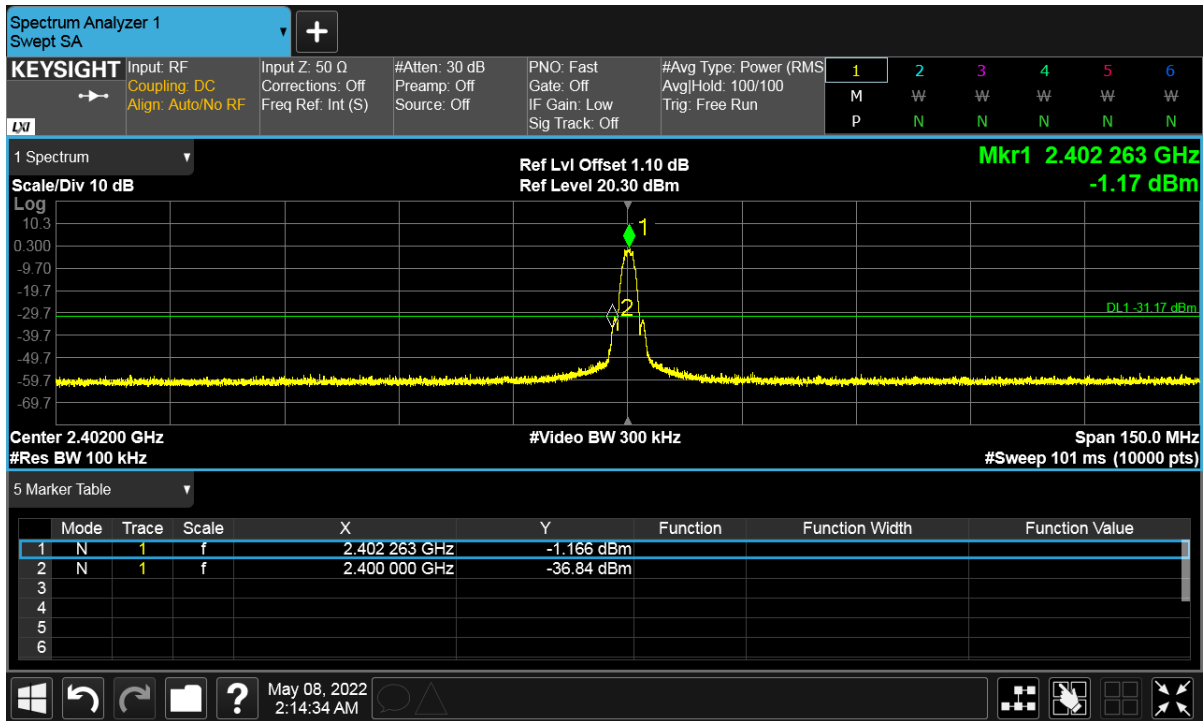 Spectrum Analyzer 1
Swept SA
+
KEYSIGHT
LXI
Input: RF
Coupling: DC
Align: Auto/No RF
Input Z: 50 Ω
Corrections: Off
Freq Ref: Int (S)
#Atten: 30 dB
Preamp: Off
Source: Off
PNO: Fast
Gate: Off
IF Gain: Low
Sig Track: Off
#Avg Type: Power (RMS
Avg|Hold: 100/100
Trig: Free Run
1 2 3 4 5 6
M W W W W W
P N N N N N
1 Spectrum
Scale/Div 10 dB
Ref Lvl Offset 1.10 dB
Ref Level 20.30 dBm
Mkr1 2.402 263 GHz
-1.17 dBm
Log
10.3
0.300
-9.70
-19.7
-29.7
-39.7
-49.7
-59.7
-69.7
1
2
DL1 -31.17 dBm
Center 2.40200 GHz
#Video BW 300 kHz
Span 150.0 MHz
#Res BW 100 kHz
#Sweep 101 ms (10000 pts)
5 Marker Table
Mode Trace Scale X Y Function Function Width Function Value
1 N 1 f 2.402 263 GHz -1.166 dBm
2 N 1 f 2.400 000 GHz -36.84 dBm
3
4
5
6
?
May 08, 2022
2:14:34 AM